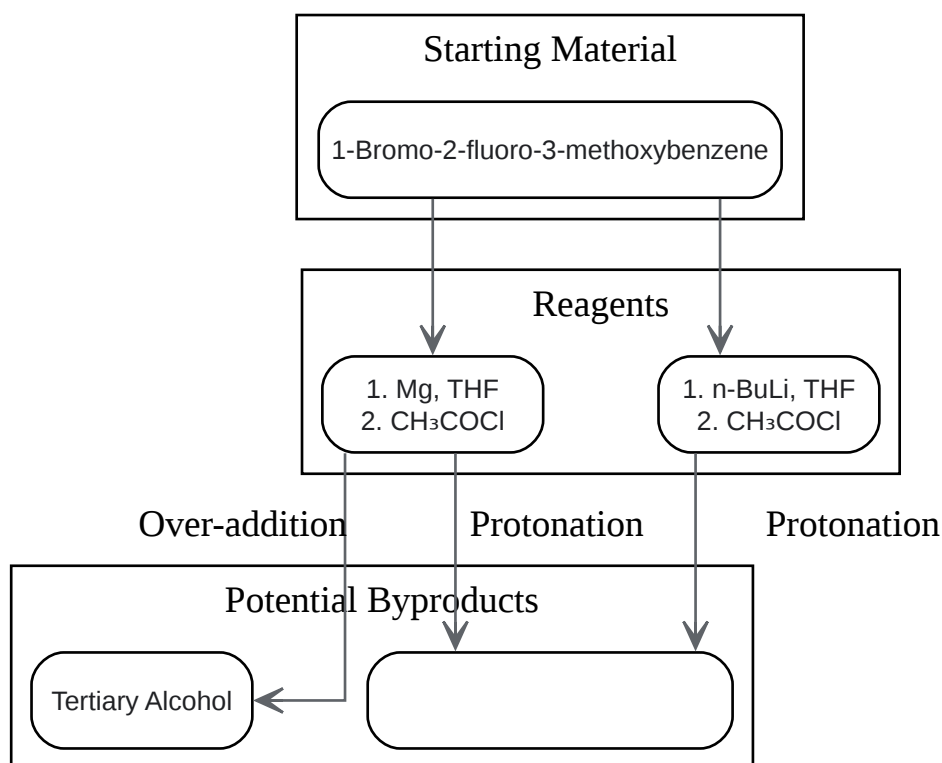 Starting Material
1-Bromo-2-fluoro-3-methoxybenzene
Reagents
1. Mg, THF
2. CH₃COCl
1. n-BuLi, THF
2. CH₃COCl
Over-addition
Protonation
Protonation
Potential Byproducts
Tertiary Alcohol